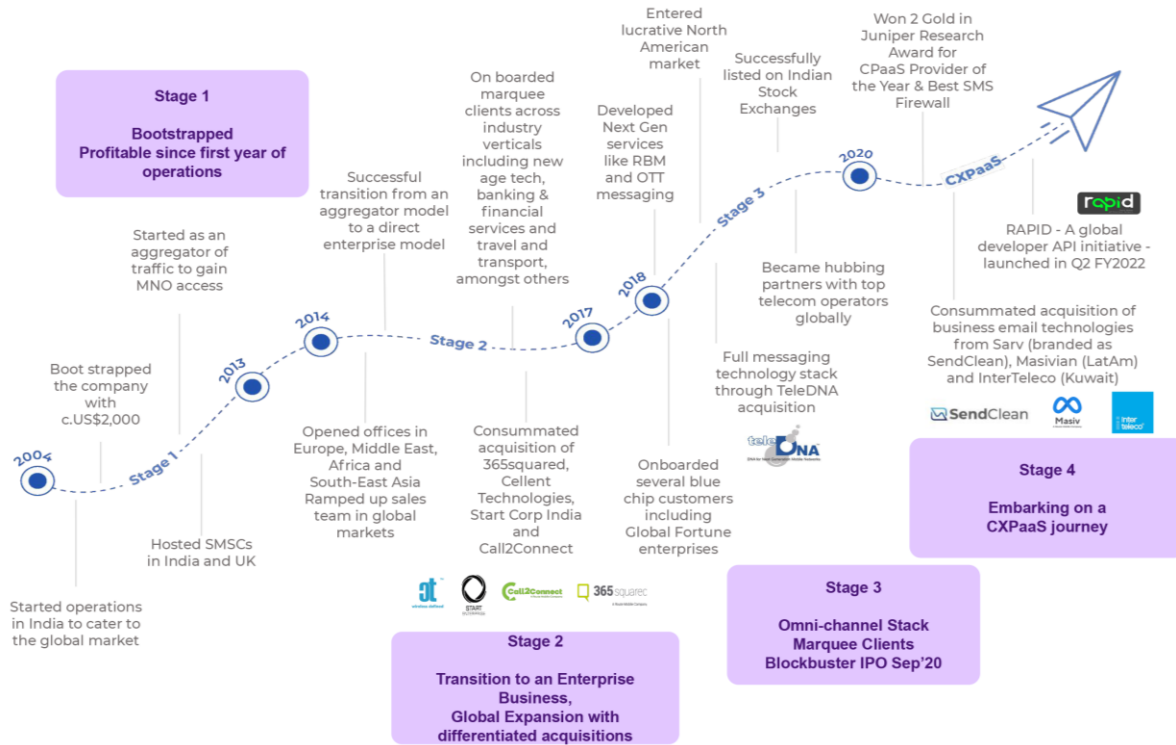 Stage 1
Bootstrapped
Profitable since first year of
operations
Started as an
aggregator of
traffic to gain
MNO access
Boot strapped
the company
with
c.US$2,000
2004
Stage 1
Started operations
in India to cater to
the global market
Hosted SMSCs
in India and UK
2013
2014
Successful
transition from an
aggregator model
to a direct
enterprise model
Opened offices in
Europe, Middle East,
Africa and
South-East Asia
Ramped up sales
team in global
markets
Stage 2
On boarded
marquee
clients across
industry
verticals
including new
age tech,
banking &
financial
services and
travel and
transport,
amongst others
Consummated
acquisition of
365squared,
Cellent
Technologies,
Start Corp India
and
Call2Connect
START
Call2Connect
365squarec
Stage 2
Transition to an Enterprise
Business,
Global Expansion with
differentiated acquisitions
2017
2018
Developed
Next Gen
services
like RBM
and OTT
messaging
Entered
lucrative North
American
market
Onboarded
several blue
chip customers
including
Global Fortune
enterprises
Stage 3
Full messaging
technology stack
through TeleDNA
acquisition
teleDNA
Successfully
listed on Indian
Stock
Exchanges
Became hubbing
partners with top
telecom operators
globally
Stage 3
Omni-channel Stack
Marquee Clients
Blockbuster IPO Sep'20
2020
Won 2 Gold in
Juniper Research
Award for
CPaaS Provider of
the Year & Best SMS
Firewall
CXPaaS
rapid
RAPID - A global
developer API initiative -
launched in Q2 FY2022
Consummated acquisition of
business email technologies
from Sarv (branded as
SendClean), Masivian (LatAm)
and InterTeleco (Kuwait)
SendClean
Masiv
inter
teleco
Stage 4
Embarking on a
CXPaaS journey